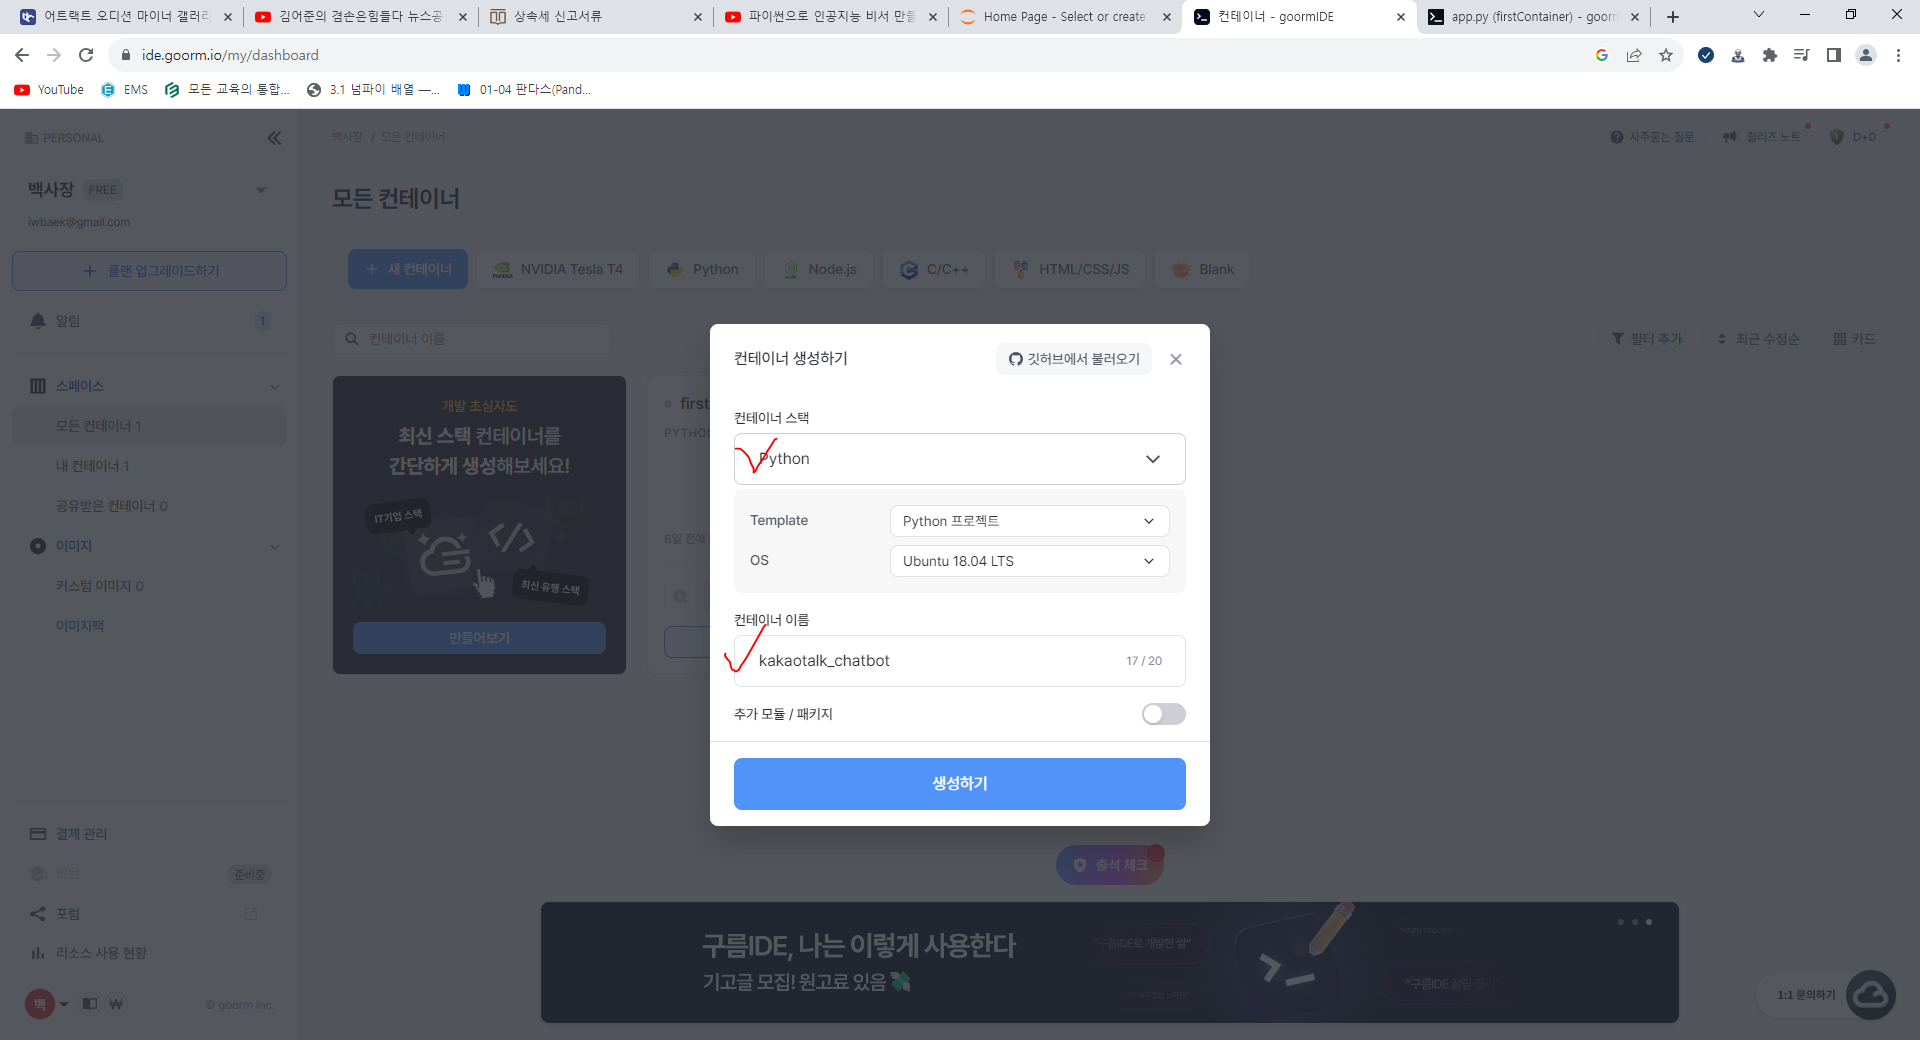 어트랙트 오디션 마이너 갤러리
김어준의 겸손은힘들다 뉴스공
상속세 신고서류
파이썬으로 인공지능 비서 만들
Home Page - Select or create
컨테이너 - goormIDE
app.py (firstContainer) - goorm
ide.goorm.io/my/dashboard
YouTube
EMS
모든 교육의 통합...
3.1 넘파이 배열 —...
01-04 판다스(Pand...
PERSONAL
백사장 / 모든 컨테이너
자주묻는 질문
릴리즈 노트
D+0
백사장 FREE
iwbaek@gmail.com
모든 컨테이너
+ 플랜 업그레이드하기
+ 새 컨테이너
NVIDIA Tesla T4
Python
Node.js
C/C++
HTML/CSS/JS
Blank
알림 1
컨테이너 이름
필터 추가
최근 수정순
카드
스페이스
모든 컨테이너 1
내 컨테이너 1
공유받은 컨테이너 0
이미지
커스텀 이미지 0
이미지팩
개발 초심자도
최신 스택 컨테이너를
간단하게 생성해보세요!
IT기업 스택
최신 유행 스택
만들어보기
first
PYTHO
6일 전에
컨테이너 생성하기
깃허브에서 불러오기
컨테이너 스택
Python
Template
Python 프로젝트
OS
Ubuntu 18.04 LTS
컨테이너 이름
kakaotalk_chatbot
17 / 20
추가 모듈 / 패키지
생성하기
결제 관리
허브 준비중
포럼
리소스 사용 현황
백
₩
© goorm Inc.
출석 체크
구름IDE, 나는 이렇게 사용한다
기고글 모집! 원고료 있음
"구름IDE로 개발한 썰"
"구름IDE 꿀팁 정리"
1:1 문의하기